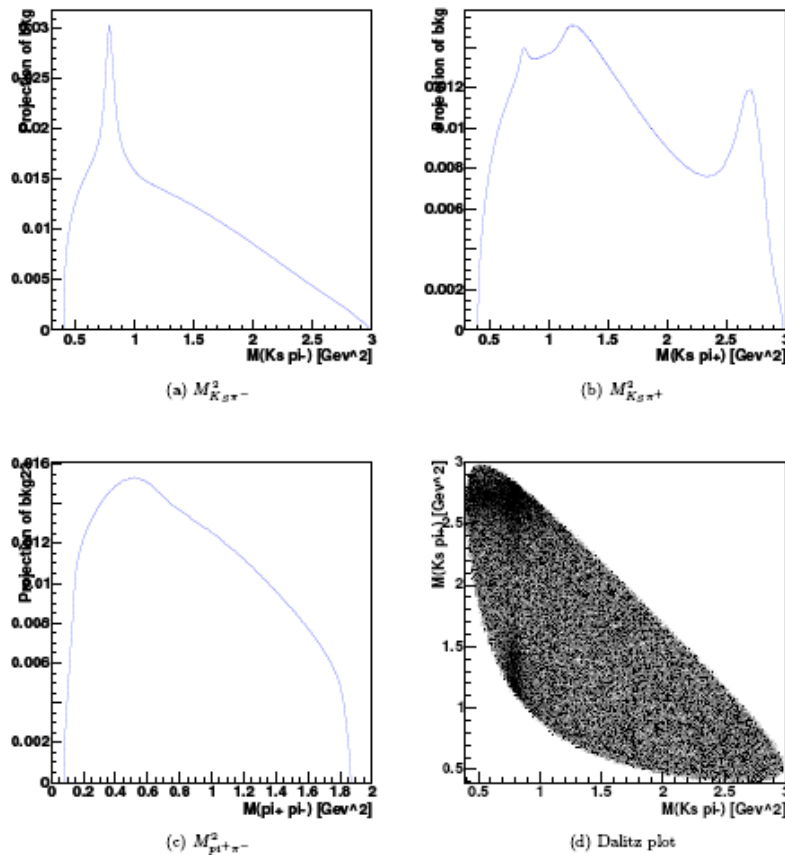 Projection of bkg
0.03
0.025
0.02
0.015
0.01
0.005
0
0.5 1 1.5 2 2.5 3
M(Ks pi-) [Gev^2]
(a) M²_{K_Sπ⁻}
Projection of bkg
0.012
0.01
0.008
0.006
0.002
0
0.5 1 1.5 2 2.5 3
M(Ks pi+) [Gev^2]
(b) M²_{K_Sπ⁺}
Projection of bkg23
0.016
0.012
0.01
0.006
0.002
0
0 0.2 0.4 0.6 0.8 1 1.2 1.4 1.6 1.8 2
M(pi+ pi-) [Gev^2]
(c) M²_{pi⁺π⁻}
M(Ks pi+) [Gev^2]
3
2.5
2
1.5
1
0.5
0.5 1 1.5 2 2.5 3
M(Ks pi-) [Gev^2]
(d) Dalitz plot